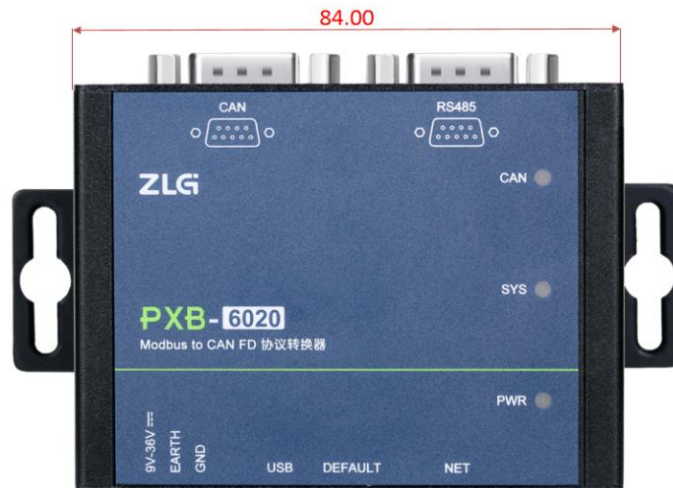 84.00
CAN
RS485
ZLG
CAN
SYS
PXB-6020
Modbus to CAN FD 协议转换器
PWR
9V-36V⎓
EARTH
GND
USB
DEFAULT
NET